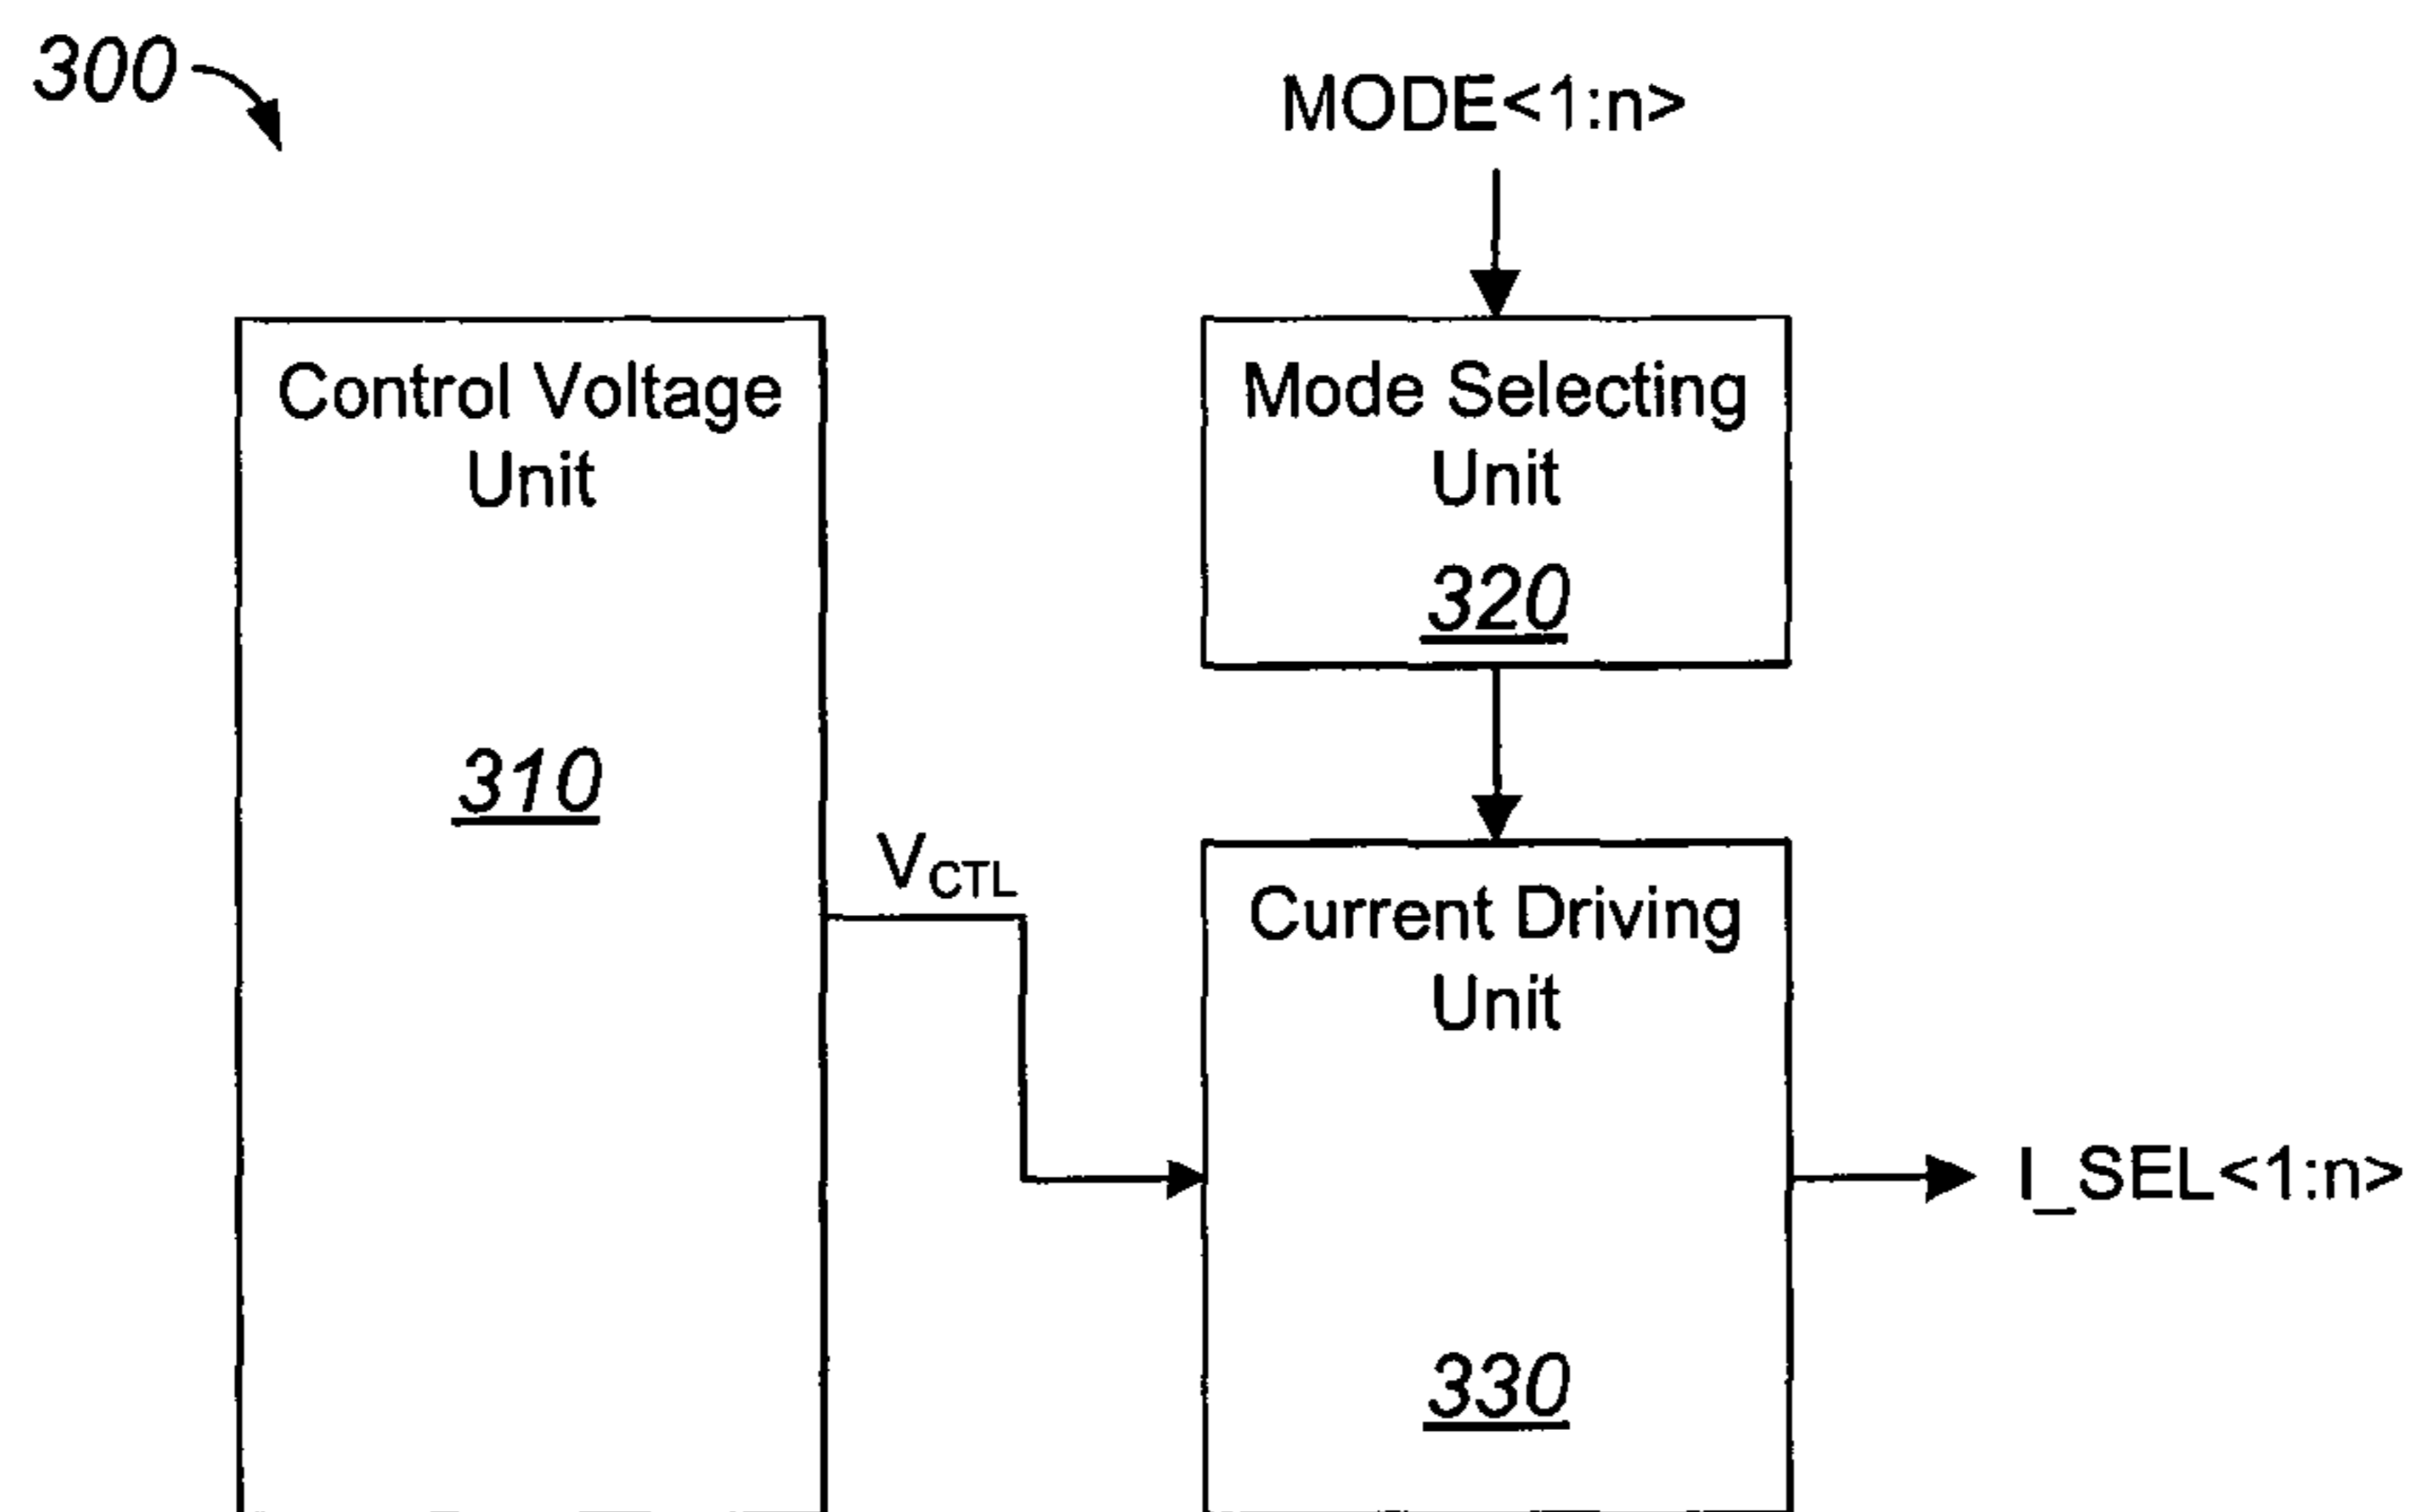 300
MODE<1:n>
Control Voltage
Unit
310
Mode Selecting
Unit
320
VCTL
Current Driving
Unit
330
I_SEL<1:n>